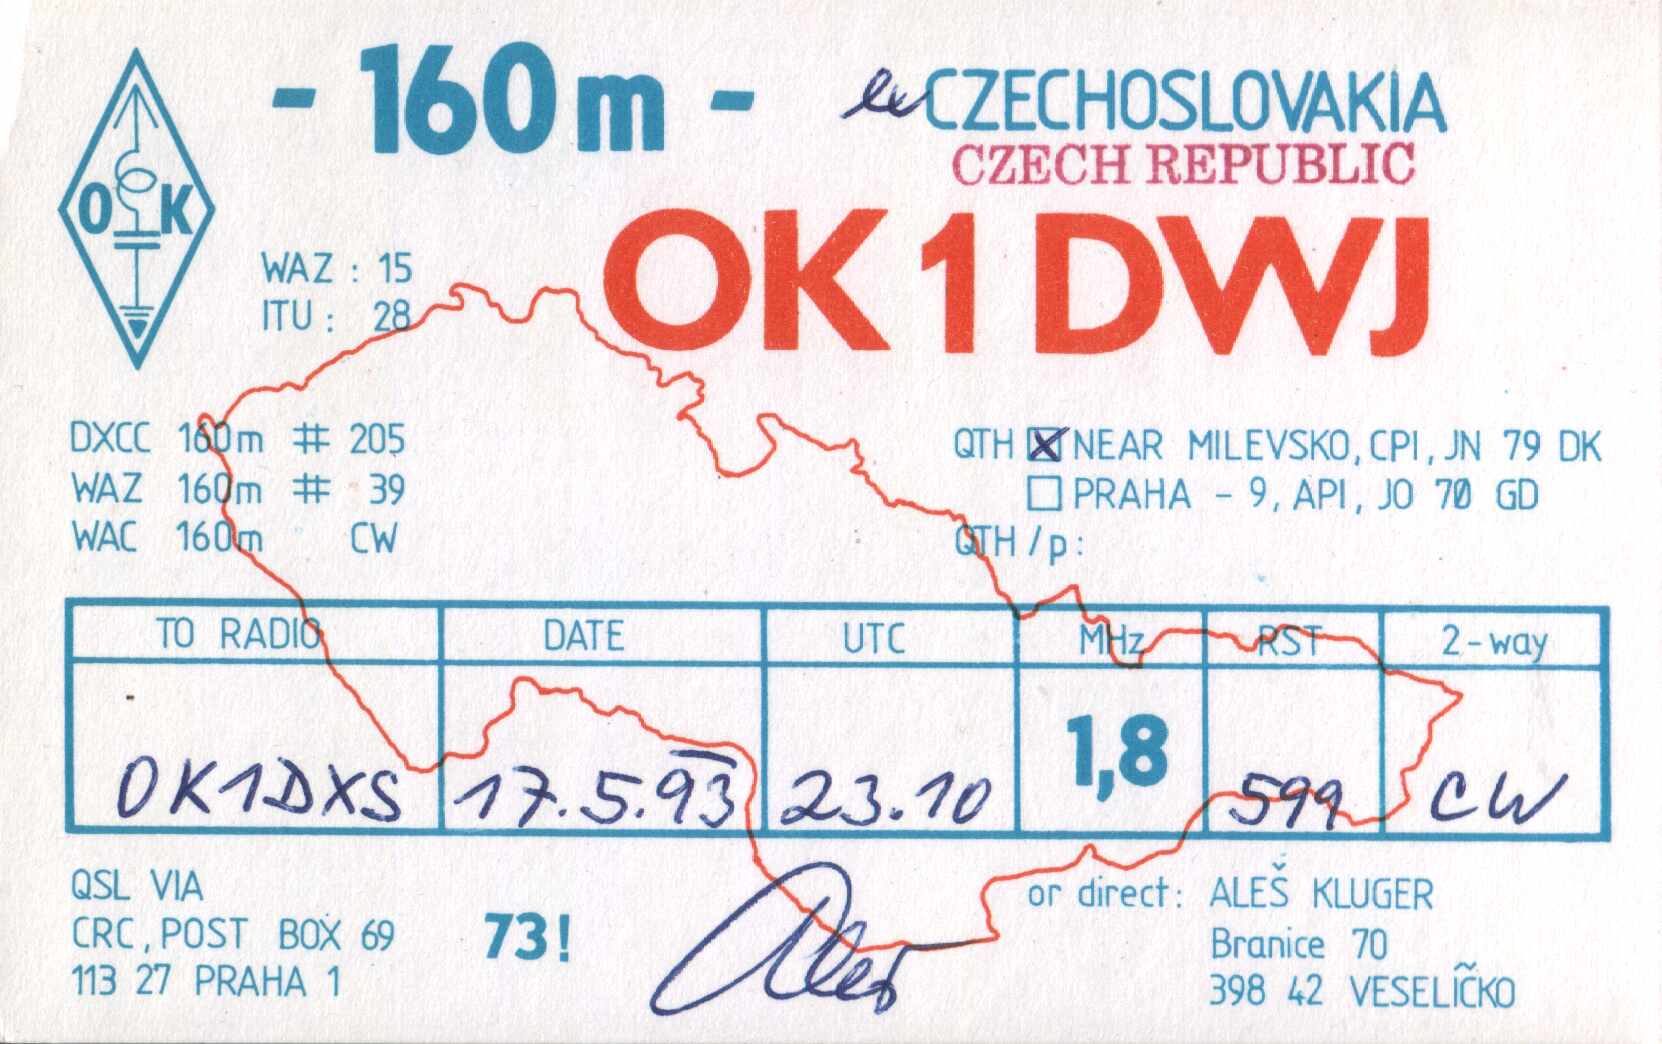 - 160 m -
ex CZECHOSLOVAKIA
CZECH REPUBLIC
O K
OK1DWJ
WAZ : 15
ITU : 28
DXCC 160m # 205
WAZ 160m # 39
WAC 160m CW
QTH X NEAR MILEVSKO, CPI, JN 79 DK
PRAHA - 9, API, JO 70 GD
QTH /p :
TO RADIO DATE UTC MHz RST 2-way
OK1DXS 17.5.93 23.10 1,8 599 CW
QSL VIA
CRC, POST BOX 69
113 27 PRAHA 1
73!
Aleš
or direct: ALEŠ KLUGER
Branice 70
398 42 VESELÍČKO